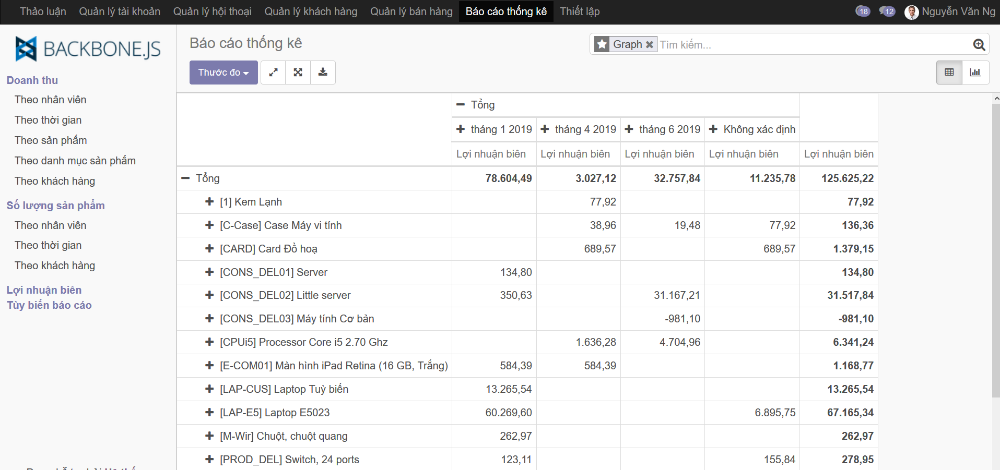 Thảo luận Quản lý tài khoản Quản lý hội thoại Quản lý khách hàng Quản lý bán hàng Báo cáo thống kê Thiết lập 18 12 Nguyễn Văn Ng
BACKBONE.JS
Doanh thu
Theo nhân viên
Theo thời gian
Theo sản phẩm
Theo danh mục sản phẩm
Theo khách hàng
Số lượng sản phẩm
Theo nhân viên
Theo thời gian
Theo khách hàng
Lợi nhuận biên
Tùy biến báo cáo
Báo cáo thống kê
Graph Tìm kiếm...
Thước đo
Tổng
tháng 1 2019 tháng 4 2019 tháng 6 2019 Không xác định
Lợi nhuận biên Lợi nhuận biên Lợi nhuận biên Lợi nhuận biên Lợi nhuận biên
Tổng 78.604,49 3.027,12 32.757,84 11.235,78 125.625,22
[1] Kem Lạnh 77,92 77,92
[C-Case] Case Máy vi tính 38,96 19,48 77,92 136,36
[CARD] Card Đồ hoạ 689,57 689,57 1.379,15
[CONS_DEL01] Server 134,80 134,80
[CONS_DEL02] Little server 350,63 31.167,21 31.517,84
[CONS_DEL03] Máy tính Cơ bản -981,10 -981,10
[CPUi5] Processor Core i5 2.70 Ghz 1.636,28 4.704,96 6.341,24
[E-COM01] Màn hình iPad Retina (16 GB, Trắng) 584,39 584,39 1.168,77
[LAP-CUS] Laptop Tuỳ biến 13.265,54 13.265,54
[LAP-E5] Laptop E5023 60.269,60 6.895,75 67.165,34
[M-Wir] Chuột, chuột quang 262,97 262,97
[PROD_DEL] Switch, 24 ports 123,11 155,84 278,95